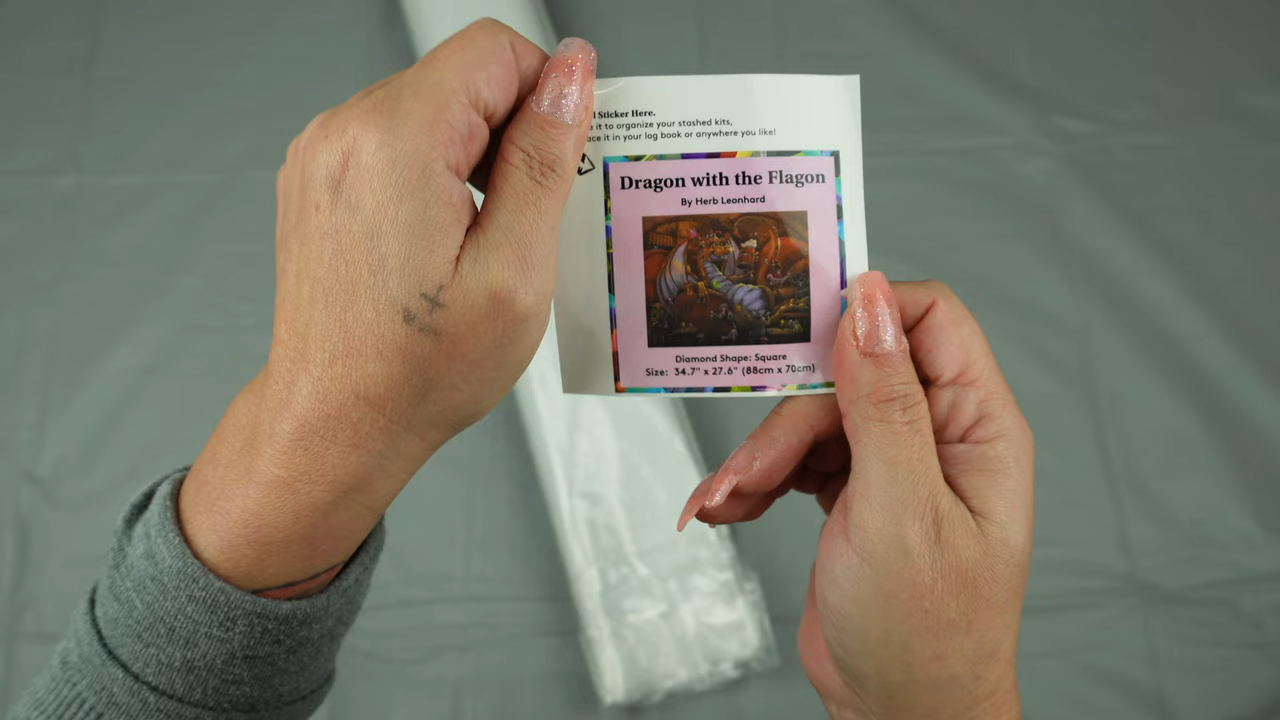 Sticker Here.
it to organize your stashed kits,
it in your log book or anywhere you like!
Dragon with the Flagon
By Herb Leonhard
Diamond Shape: Square
Size: 34.7" x 27.6" (88cm x 70cm)